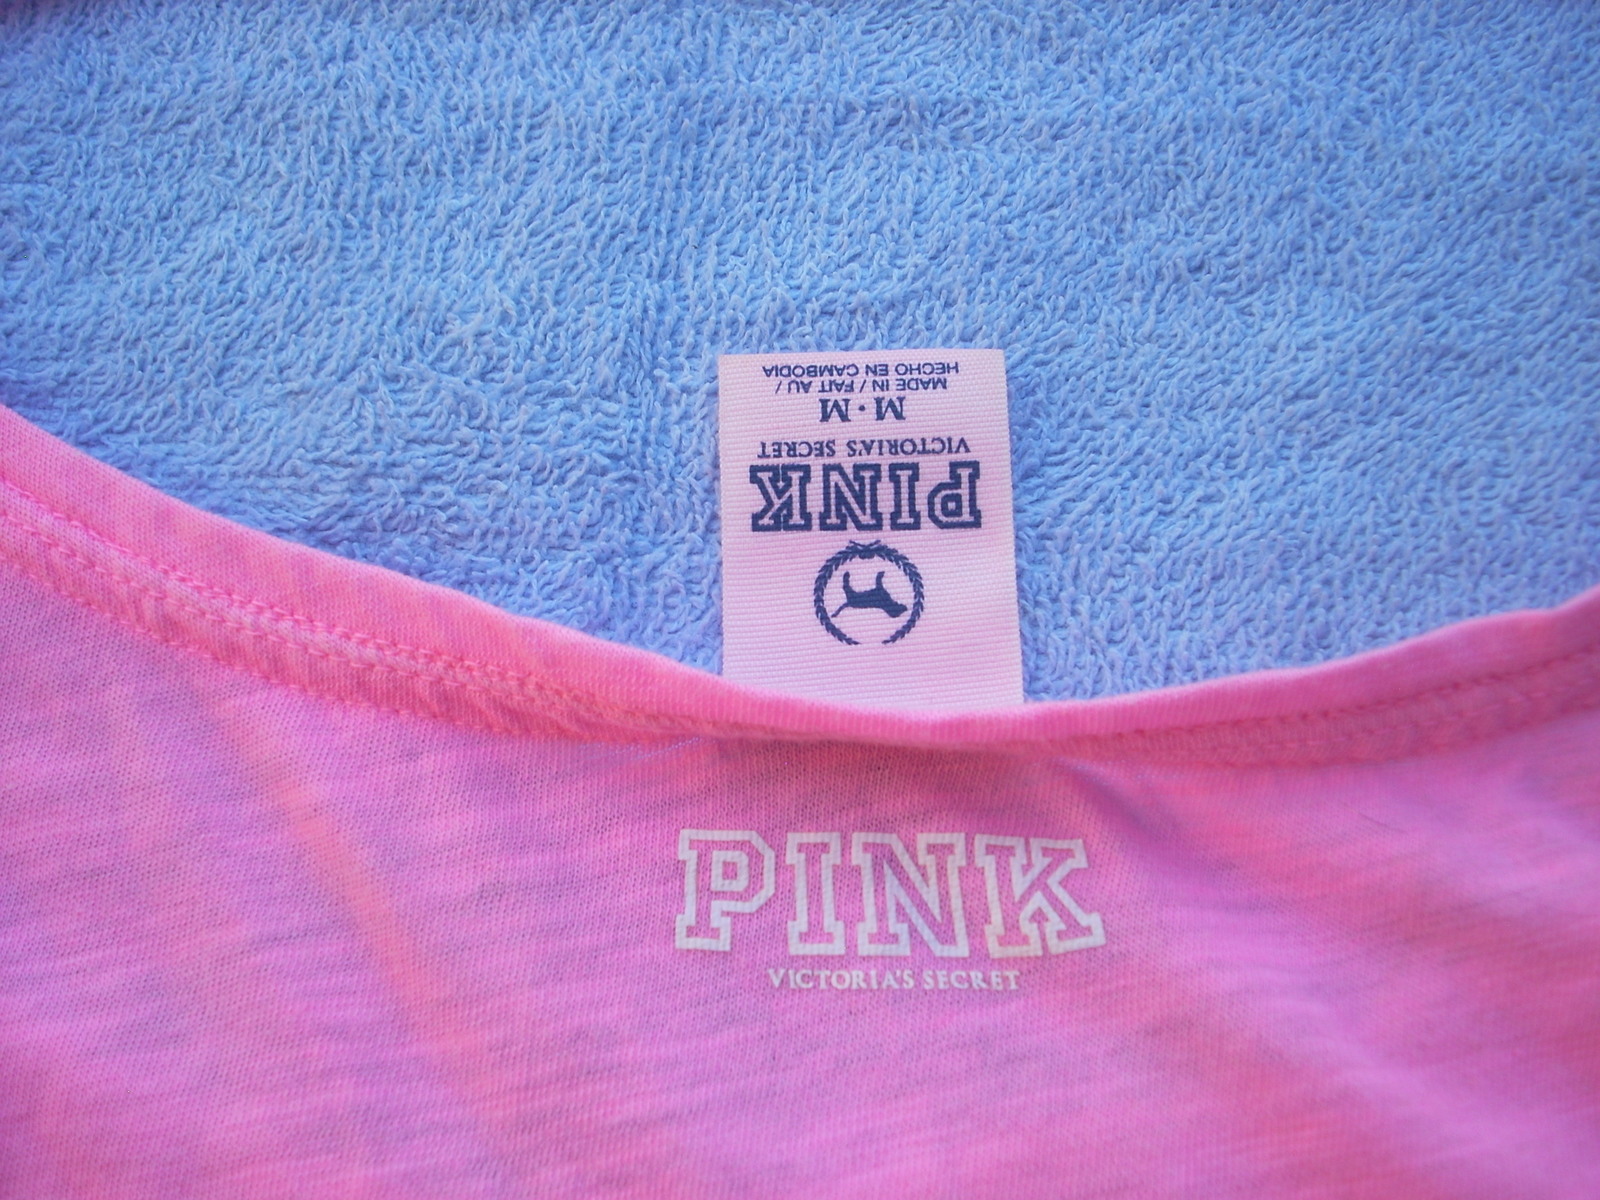 PINK
VICTORIA'S SECRET
M • M
MADE IN / FAIT AU /
HECHO EN CAMBODIA
PINK
VICTORIA'S SECRET